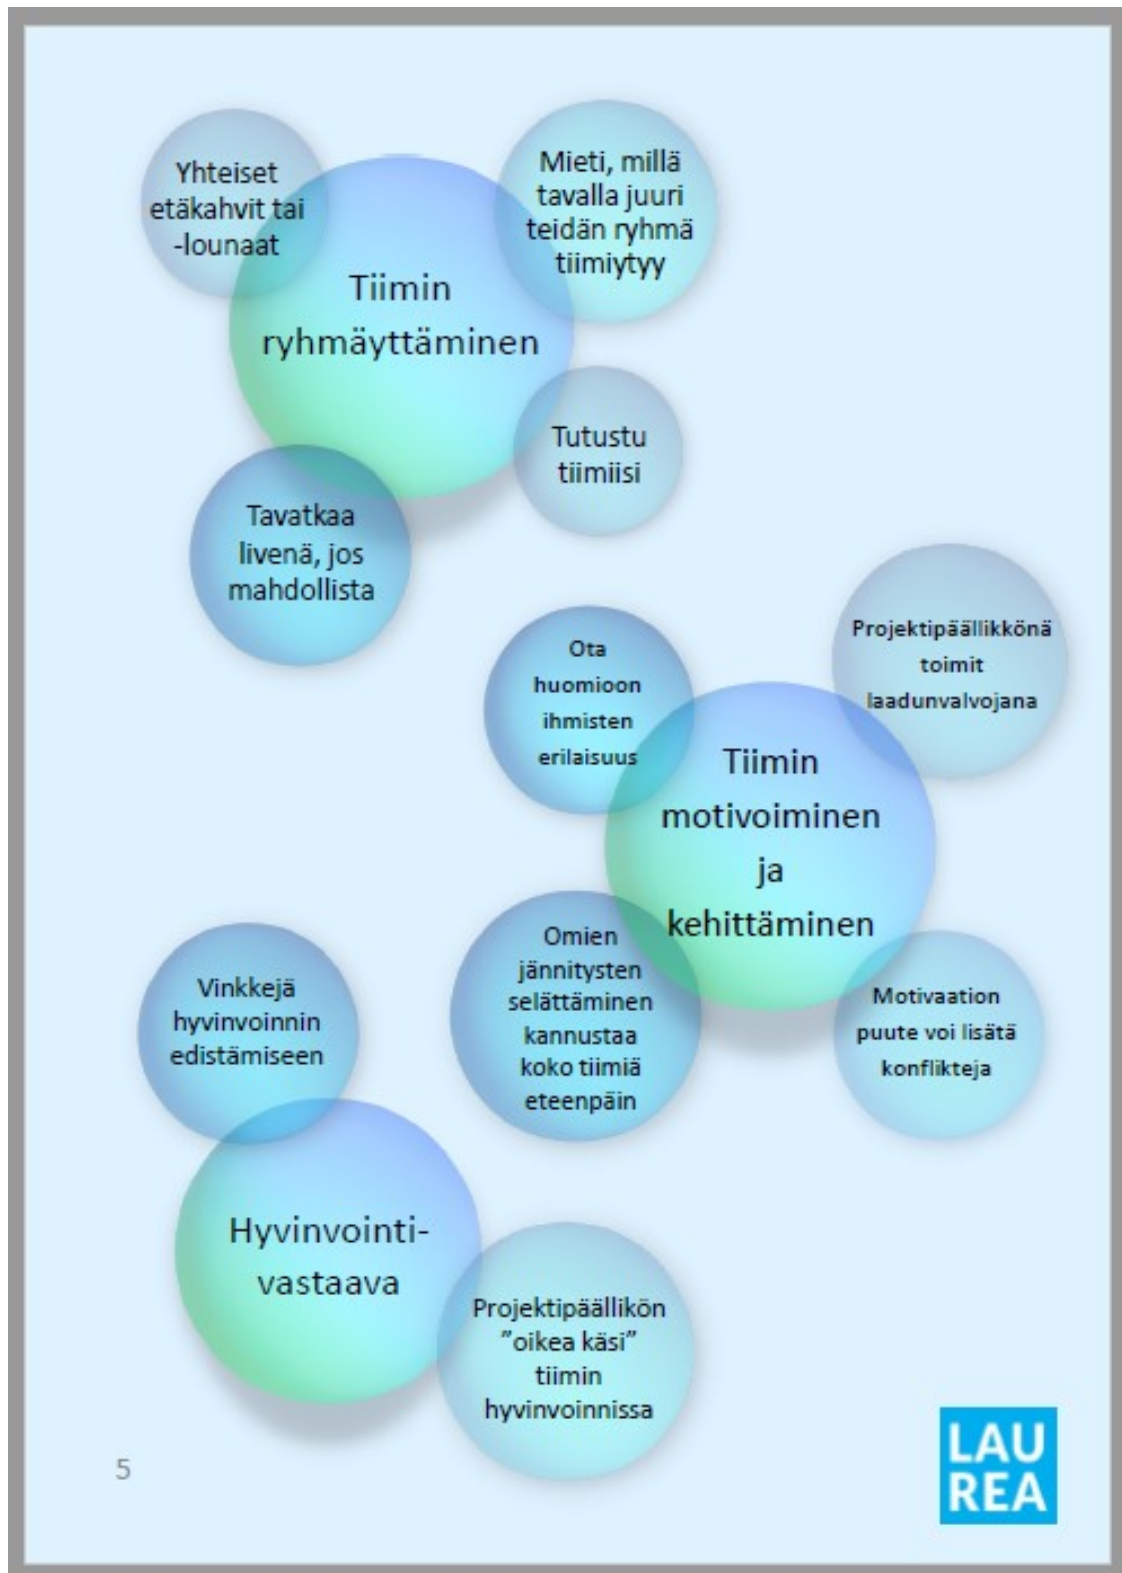 Yhteiset
etäkahvit tai
-lounaat
Mieti, millä
tavalla juuri
teidän ryhmä
tiimiytyy
Tiimin
ryhmäyttäminen
Tutustu
tiimiisi
Tavatkaa
livenä, jos
mahdollista
Ota
huomioon
ihmisten
erilaisuus
Projektipäällikkönä
toimit
laadunvalvojana
Tiimin
motivoiminen
ja
kehittäminen
Omien
jännitysten
selättäminen
kannustaa
koko tiimiä
eteenpäin
Motivaation
puute voi lisätä
konflikteja
Vinkkejä
hyvinvoinnin
edistämiseen
Hyvinvointi-
vastaava
Projektipäällikön
”oikea käsi”
tiimin
hyvinvoinnissa
5
LAU
REA